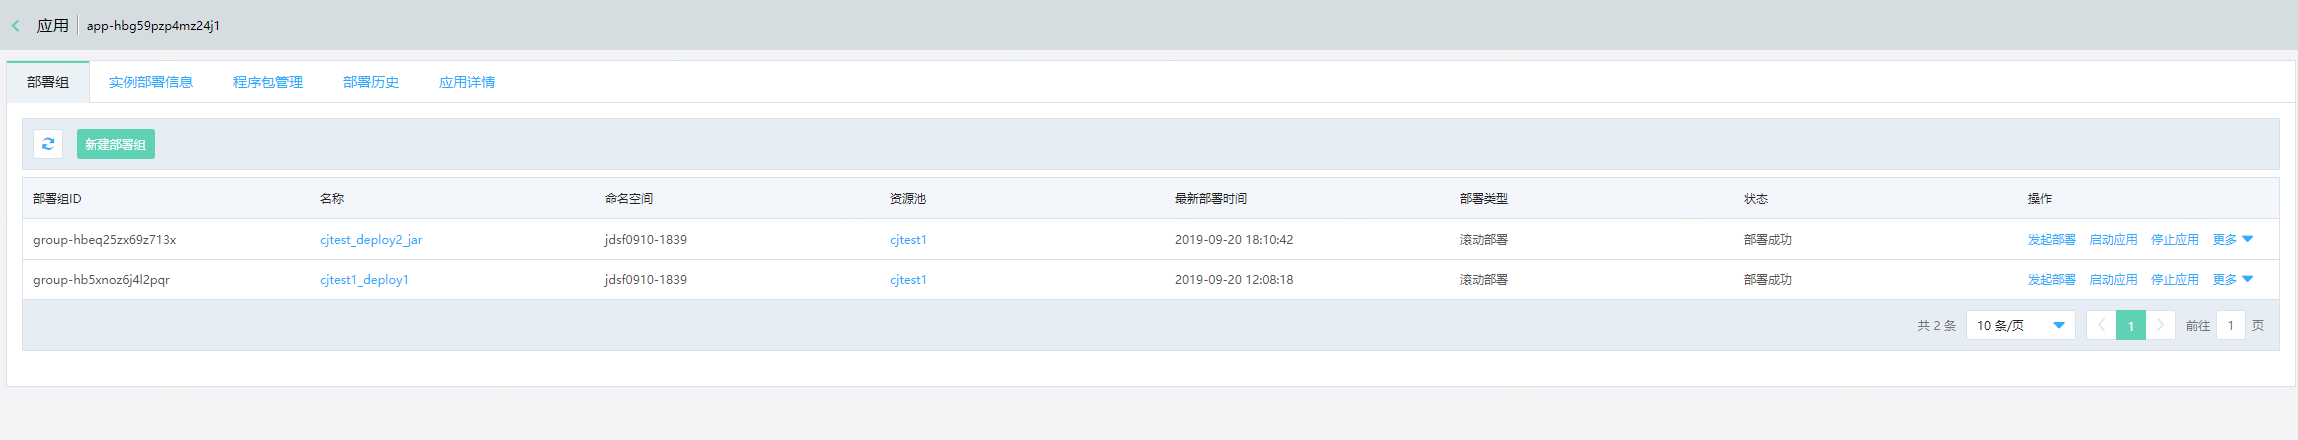 应用 app-hbg59pzp4mz24j1
部署组 实例部署信息 程序包管理 部署历史 应用详情
新建部署组
部署组ID 名称 命名空间 资源池 最新部署时间 部署类型 状态 操作
group-hbeq25zx69z713x cjtest_deploy2_jar jdsf0910-1839 cjtest1 2019-09-20 18:10:42 滚动部署 部署成功 发起部署 启动应用 停止应用 更多
group-hb5xnoz6j4l2pqr cjtest1_deploy1 jdsf0910-1839 cjtest1 2019-09-20 12:08:18 滚动部署 部署成功 发起部署 启动应用 停止应用 更多
共 2 条 10 条/页 1 前往 1 页